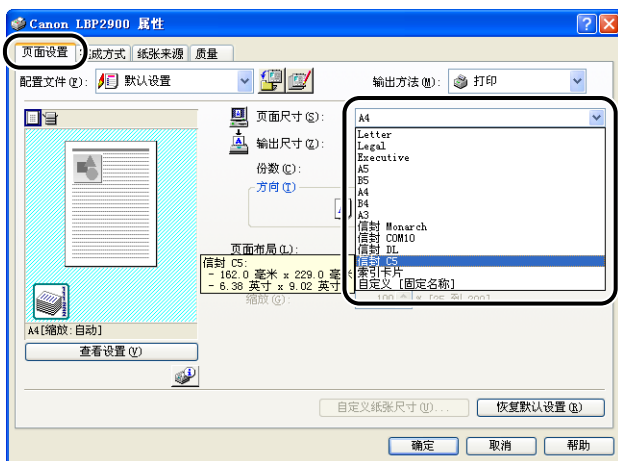 Canon LBP2900 属性
页面设置 完成方式 纸张来源 质量
配置文件(F): 默认设置 输出方法(M): 打印
页面尺寸(S): A4
输出尺寸(Z):
份数(C):
方向(I)
Letter
Legal
Executive
A5
B5
A4
B4
A3
信封 Monarch
信封 COM10
信封 DL
信封 C5
索引卡片
自定义 [固定名称]
页面布局(L):
信封 C5:
- 162.0 毫米 x 229.0 毫
- 6.38 英寸 x 9.02 英寸
缩放(G):
A4[缩放:自动]
查看设置(V)
自定义纸张尺寸(U)... 恢复默认设置(R)
确定 取消 帮助